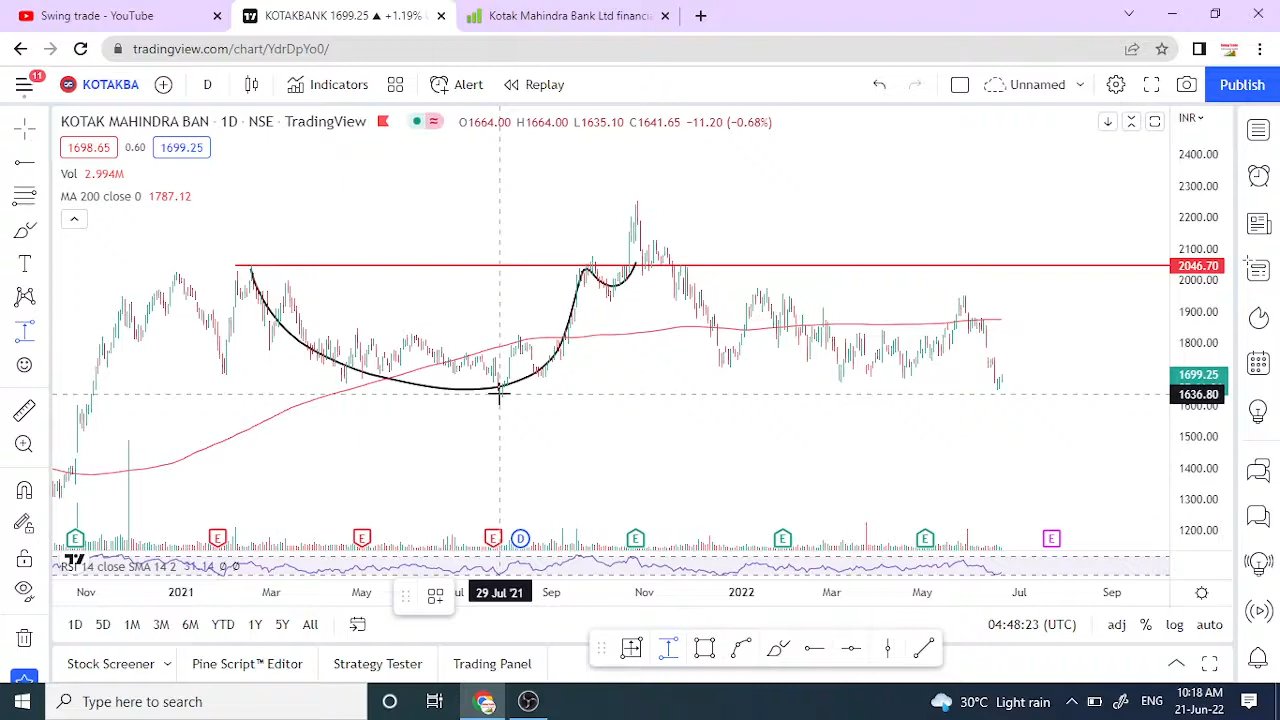 Swing trade - YouTube
KOTAKBANK 1699.25 ▲ +1.19%
Kotak Mahindra Bank Ltd financi
tradingview.com/chart/YdrDpYo0/
11
KOTAKBA
D
Indicators
Alert
Replay
Unnamed
Publish
KOTAK MAHINDRA BAN · 1D · NSE · TradingView
O1664.00 H1664.00 L1635.10 C1641.65 −11.20 (−0.68%)
INR
1698.65
0.60
1699.25
Vol 2.994M
MA 200 close 0 1787.12
2400.00
2300.00
2200.00
2100.00
2046.70
2000.00
1900.00
1800.00
1699.25
1636.80
1600.00
1500.00
1400.00
1300.00
1200.00
E
E
E
E
D
E
E
E
E
RSI 14 close SMA 14 2 31.14
Nov
2021
Mar
May
29 Jul '21
Sep
Nov
2022
Mar
May
Jul
1D
5D
1M
3M
6M
YTD
1Y
5Y
All
04:48:23 (UTC)
adj
%
log
auto
Stock Screener
Pine Script™ Editor
Strategy Tester
Trading Panel
Type here to search
30°C Light rain
ENG
10:18 AM
21-Jun-22